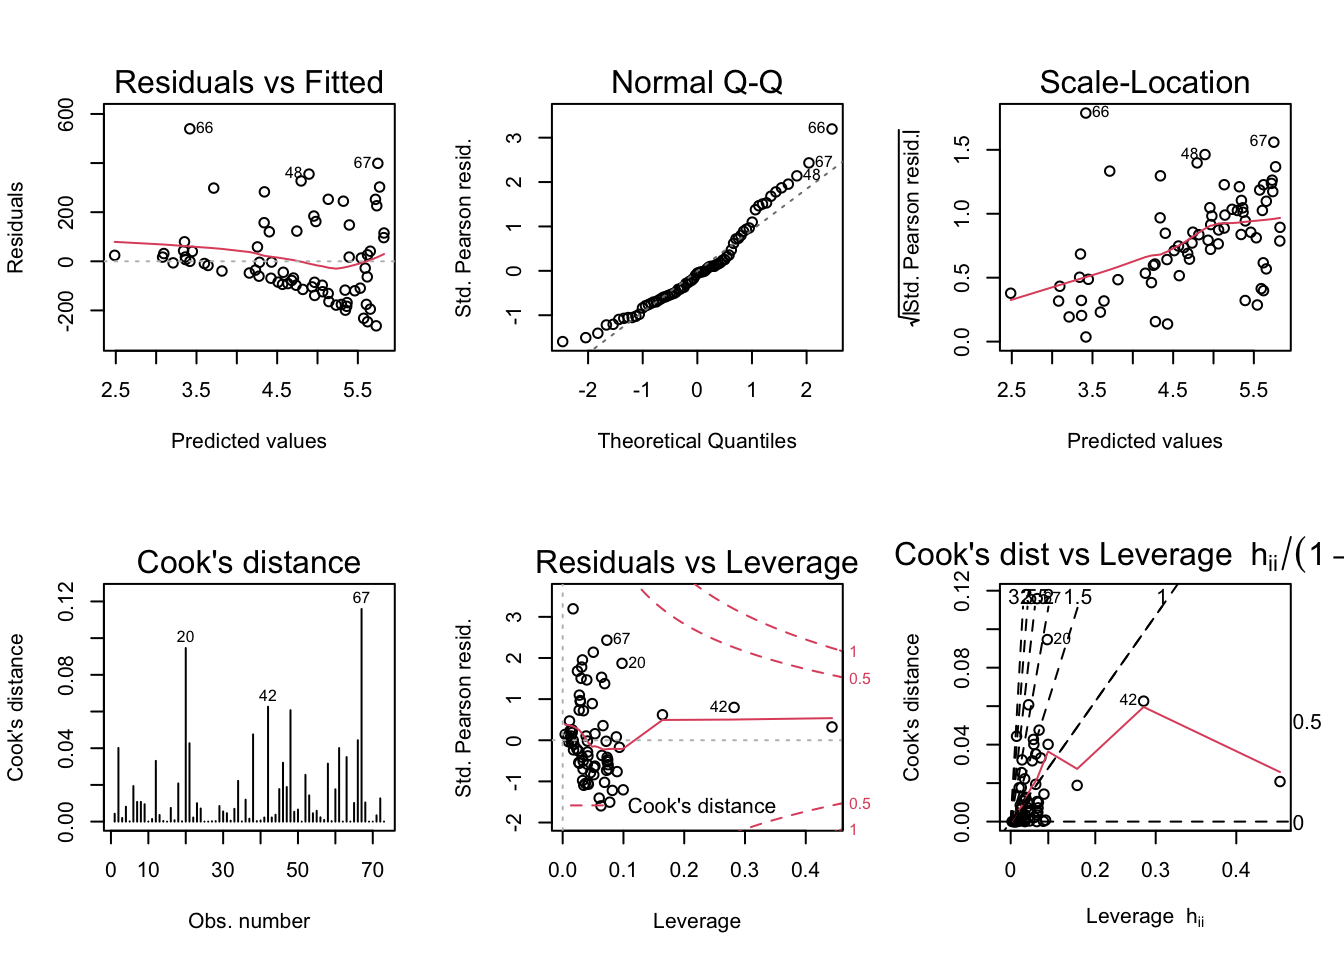 Residuals vs Fitted
Residuals
600
200
0
-200
66
48
67
2.5 3.5 4.5 5.5
Predicted values
Normal Q-Q
Std. Pearson resid.
3
2
1
0
-1
66
67
48
-2 -1 0 1 2
Theoretical Quantiles
Scale-Location
√|Std. Pearson resid.|
1.5
1.0
0.5
0.0
66
48
67
2.5 3.5 4.5 5.5
Predicted values
Cook's distance
Cook's distance
0.12
0.08
0.04
0.00
20
42
67
0 10 30 50 70
Obs. number
Residuals vs Leverage
Std. Pearson resid.
3
2
1
0
-1
-2
67
20
42
1
0.5
0.5
1
Cook's distance
0.0 0.1 0.2 0.3 0.4
Leverage
Cook's dist vs Leverage hii/(1 −
Cook's distance
0.12
0.08
0.04
0.00
1.5 1
20
42
0.5
0
0 0.2 0.3 0.4
Leverage hii